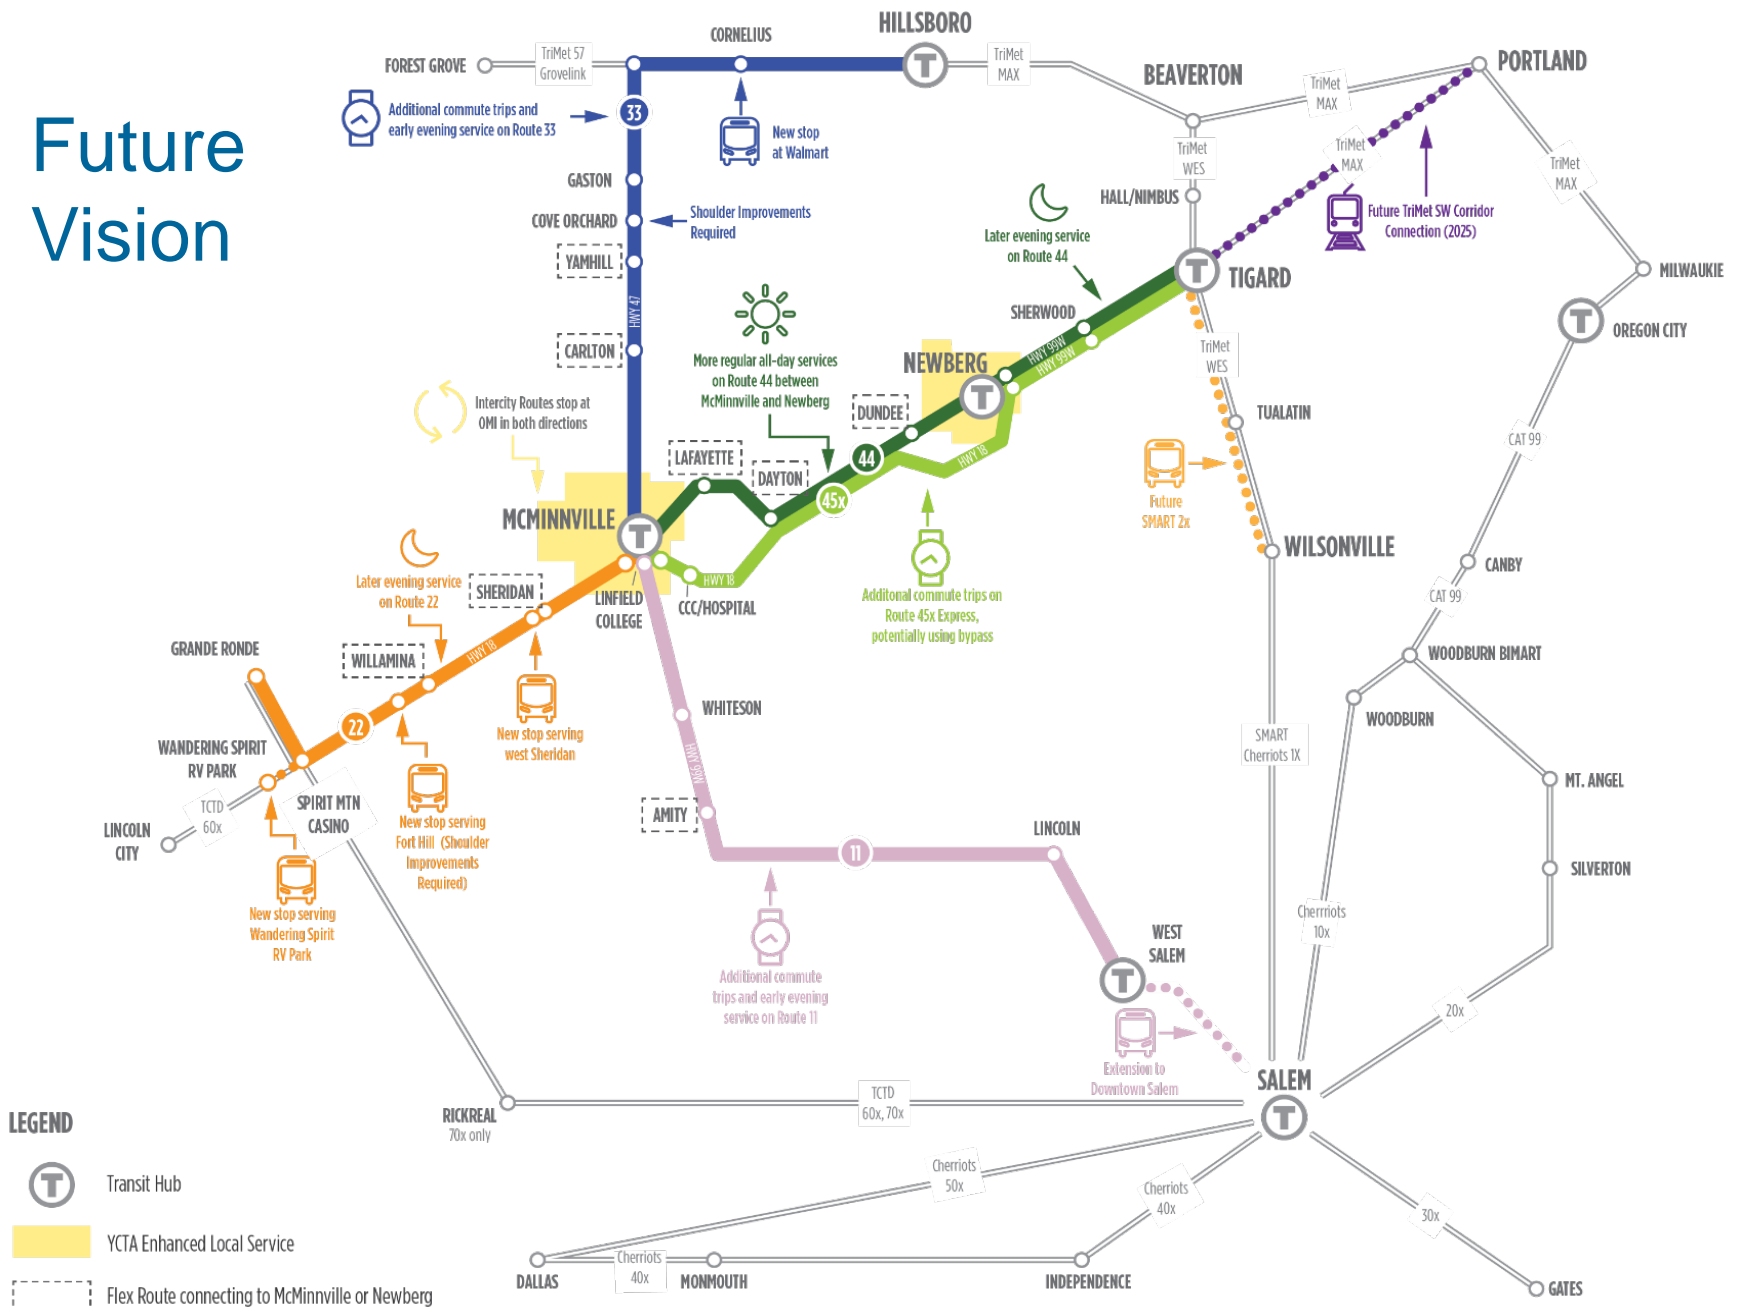 Future
Vision
HILLSBORO
CORNELIUS
FOREST GROVE
TriMet 57
Grovelink
TriMet
MAX
BEAVERTON
PORTLAND
TriMet
MAX
Additional commute trips and
early evening service on Route 33
33
New stop
at Walmart
TriMet
WES
TriMet
MAX
TriMet
MAX
GASTON
HALL/NIMBUS
COVE ORCHARD
Shoulder Improvements
Required
Later evening service
on Route 44
Future TriMet SW Corridor
Connection (2025)
YAMHILL
T
TIGARD
MILWAUKIE
HWY 47
SHERWOOD
T
OREGON CITY
CARLTON
More regular all-day services
on Route 44 between
McMinnville and Newberg
NEWBERG
HWY 99W
HWY 99W
TriMet
WES
Intercity Routes stop at
OMI in both directions
DUNDEE
T
TUALATIN
CAT 99
LAFAYETTE
DAYTON
44
HWY 18
45x
Future
SMART 2x
MCMINNVILLE
T
WILSONVILLE
CANBY
Later evening service
on Route 22
SHERIDAN
LINFIELD
COLLEGE
HWY 18
CCC/HOSPITAL
Additonal commute trips on
Route 45x Express,
potentially using bypass
CAT 99
GRANDE RONDE
WILLAMINA
HWY 18
WOODBURN BIMART
22
New stop serving
west Sheridan
WHITESON
WOODBURN
WANDERING SPIRIT
RV PARK
HWY 99W
SMART
Cherriots 1X
MT. ANGEL
TCTD
60x
SPIRIT MTN
CASINO
LINCOLN
CITY
New stop serving
Fort Hill (Shoulder
Improvements
Required)
AMITY
LINCOLN
11
SILVERTON
New stop serving
Wandering Spirit
RV Park
Cherrriots
10x
WEST
SALEM
T
Additional commute
trips and early evening
service on Route 11
20x
Extension to
Downtown Salem
SALEM
T
RICKREAL
70x only
TCTD
60x, 70x
Cherriots
50x
Cherriots
40x
30x
DALLAS
Cherriots
40x
MONMOUTH
INDEPENDENCE
GATES
LEGEND
T
Transit Hub
YCTA Enhanced Local Service
Flex Route connecting to McMinnville or Newberg
T